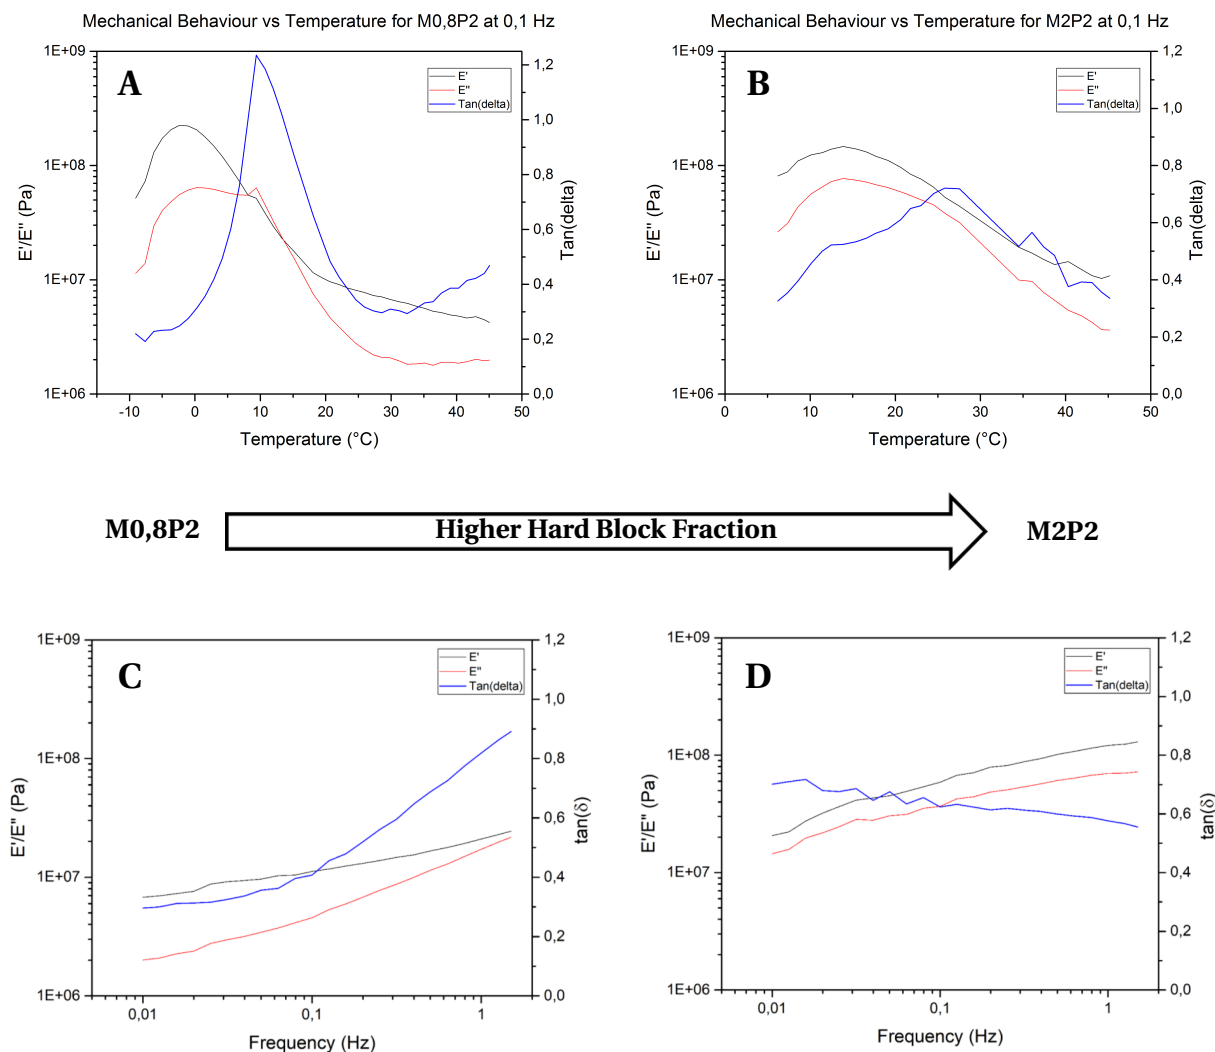 Mechanical Behaviour vs Temperature for M0,8P2 at 0,1 Hz
A
E'
E''
Tan(delta)
1E+09
1E+08
1E+07
1E+06
E'/E'' (Pa)
1,2
1,0
0,8
0,6
0,4
0,2
0,0
Tan(delta)
-10 0 10 20 30 40 50
Temperature (°C)
Mechanical Behaviour vs Temperature for M2P2 at 0,1 Hz
B
E'
E''
Tan(delta)
1E+09
1E+08
1E+07
1E+06
E'/E'' (Pa)
1,2
1,0
0,8
0,6
0,4
0,2
0,0
Tan(delta)
0 10 20 30 40 50
Temperature (°C)
M0,8P2
Higher Hard Block Fraction
M2P2
C
E'
E''
Tan(delta)
1E+09
1E+08
1E+07
1E+06
E'/E'' (Pa)
1,2
1,0
0,8
0,6
0,4
0,2
0,0
tan(δ)
0,01 0,1 1
Frequency (Hz)
D
E'
E''
Tan(delta)
1E+09
1E+08
1E+07
1E+06
E'/E'' (Pa)
1,2
1,0
0,8
0,6
0,4
0,2
0,0
tan(δ)
0,01 0,1 1
Frequency (Hz)